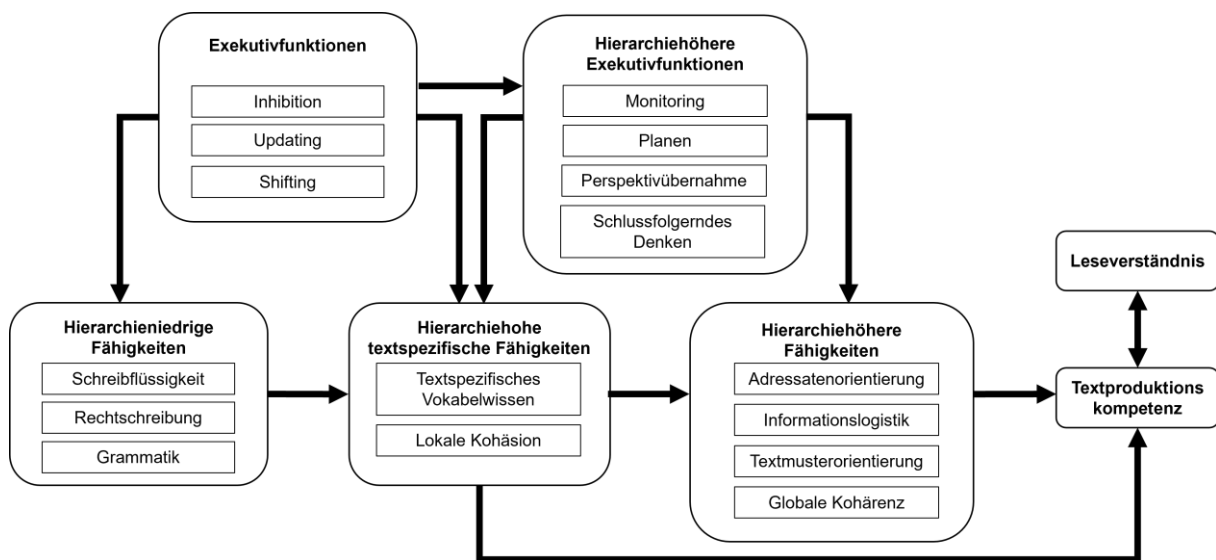 Exekutivfunktionen
Inhibition
Updating
Shifting
Hierarchiehöhere
Exekutivfunktionen
Monitoring
Planen
Perspektivübernahme
Schlussfolgerndes
Denken
Hierarchieniedrige
Fähigkeiten
Schreibflüssigkeit
Rechtschreibung
Grammatik
Hierarchiehohe
textspezifische Fähigkeiten
Textspezifisches
Vokabelwissen
Lokale Kohäsion
Hierarchiehöhere
Fähigkeiten
Adressatenorientierung
Informationslogistik
Textmusterorientierung
Globale Kohärenz
Leseverständnis
Textproduktions
kompetenz